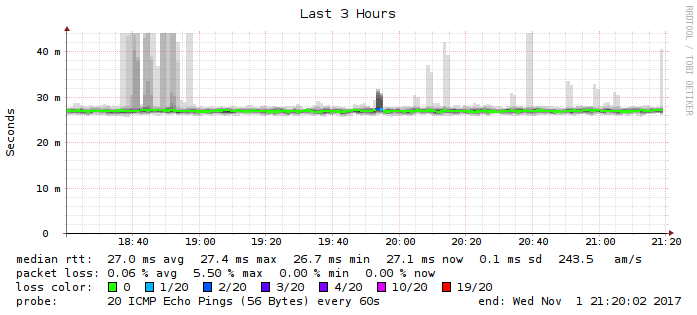 Last 3 Hours
RRDTOOL / TOBI OETIKER
Seconds
40 m
30 m
20 m
10 m
0
18:40 19:00 19:20 19:40 20:00 20:20 20:40 21:00 21:20
median rtt: 27.0 ms avg 27.4 ms max 26.7 ms min 27.1 ms now 0.1 ms sd 243.5 am/s
packet loss: 0.06 % avg 5.50 % max 0.00 % min 0.00 % now
loss color: 0 1/20 2/20 3/20 4/20 10/20 19/20
probe: 20 ICMP Echo Pings (56 Bytes) every 60s end: Wed Nov 1 21:20:02 2017